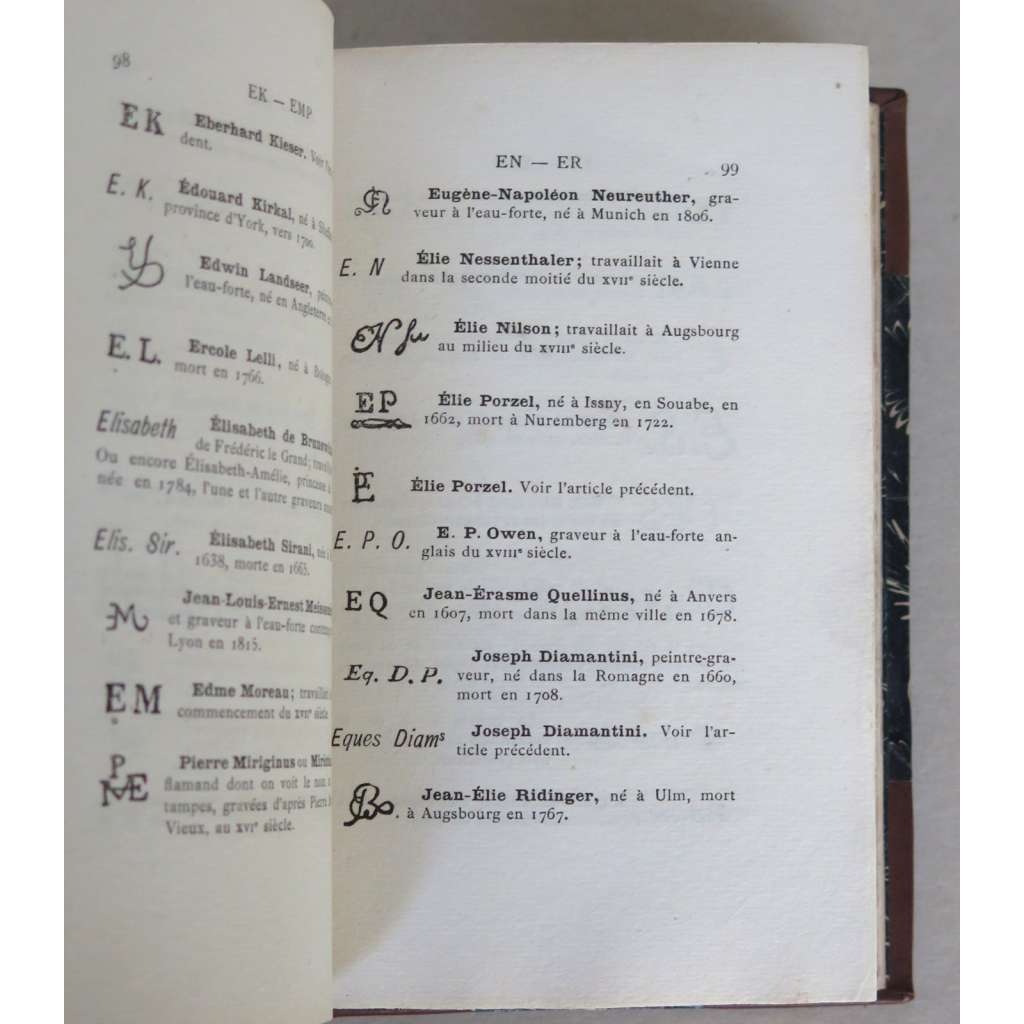 98
EK — EMP
EK Eberhard Kieser. Voir
dent.
E. K. Édouard Kirkal, né à
province d'York, vers 1700.
Edwin Landseer,
l'eau-forte, né en Angleterre
E. L. Ercole Lelli, né à
mort en 1766.
Elisabeth Élisabeth de
de Frédéric le Grand;
Ou encore Élisabeth-Amélie, princesse
née en 1784, l'une et l'autre graveurs
Elis. Sir. Élisabeth Sirani, née
1638, morte en 1665.
M Jean-Louis-Ernest
et graveur à l'eau-forte
Lyon en 1815.
EM Edme Moreau; travaillait
commencement du XVIIe siècle
P
ME Pierre Miriginus ou
flamand dont on voit le nom
tampes, gravées d'après Pierre
Vieux, au XVIe siècle.
EN — ER 99
Eugène-Napoléon Neureuther, gra-
veur à l'eau-forte, né à Munich en 1806.
E. N Élie Nessenthaler; travaillait à Vienne
dans la seconde moitié du XVIIe siècle.
Élie Nilson; travaillait à Augsbourg
au milieu du XVIIIe siècle.
EP Élie Porzel, né à Issny, en Souabe, en
1662, mort à Nuremberg en 1722.
Élie Porzel. Voir l'article précédent.
E. P. O. E. P. Owen, graveur à l'eau-forte an-
glais du XVIIIe siècle.
EQ Jean-Érasme Quellinus, né à Anvers
en 1607, mort dans la même ville en 1678.
Eq. D. P. Joseph Diamantini, peintre-gra-
veur, né dans la Romagne en 1660,
mort en 1708.
Eques Diams Joseph Diamantini. Voir l'ar-
ticle précédent.
Jean-Élie Ridinger, né à Ulm, mort
à Augsbourg en 1767.